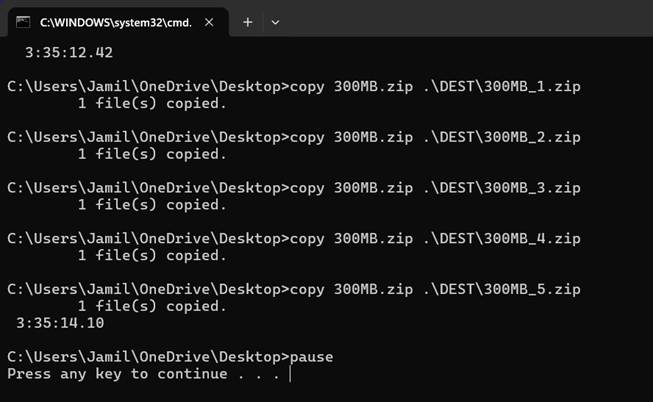 C:\WINDOWS\system32\cmd.
3:35:12.42
C:\Users\Jamil\OneDrive\Desktop>copy 300MB.zip .\DEST\300MB_1.zip
1 file(s) copied.
C:\Users\Jamil\OneDrive\Desktop>copy 300MB.zip .\DEST\300MB_2.zip
1 file(s) copied.
C:\Users\Jamil\OneDrive\Desktop>copy 300MB.zip .\DEST\300MB_3.zip
1 file(s) copied.
C:\Users\Jamil\OneDrive\Desktop>copy 300MB.zip .\DEST\300MB_4.zip
1 file(s) copied.
C:\Users\Jamil\OneDrive\Desktop>copy 300MB.zip .\DEST\300MB_5.zip
1 file(s) copied.
3:35:14.10
C:\Users\Jamil\OneDrive\Desktop>pause
Press any key to continue . . .